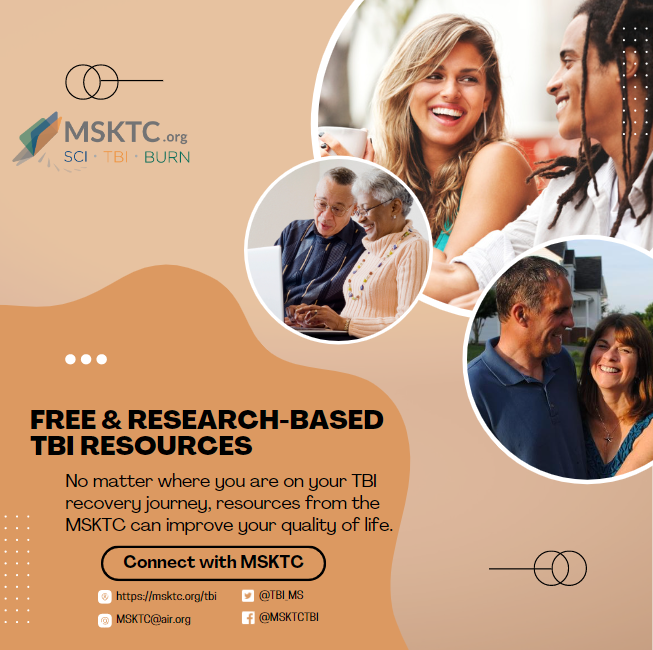 MSKTC.org
SCI · TBI · BURN
FREE & RESEARCH-BASED
TBI RESOURCES
No matter where you are on your TBI
recovery journey, resources from the
MSKTC can improve your quality of life.
Connect with MSKTC
https://msktc.org/tbi
@TBI_MS
MSKTC@air.org
@MSKTCTBI